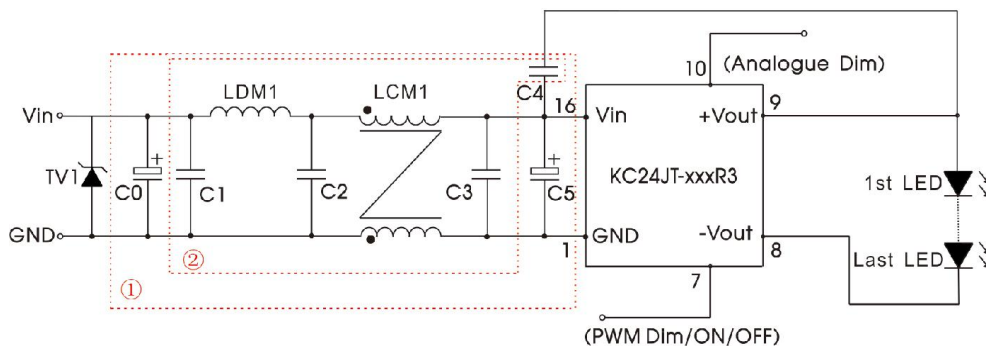 10
(Analogue Dim)
LDM1
LCM1
C4
16
9
Vin
Vin
+Vout
TV1
+
C0
C1
C2
C3
+
C5
KC24JT-xxxR3
1st LED
GND
1
GND
-Vout
8
Last LED
②
①
7
(PWM Dim/ON/OFF)